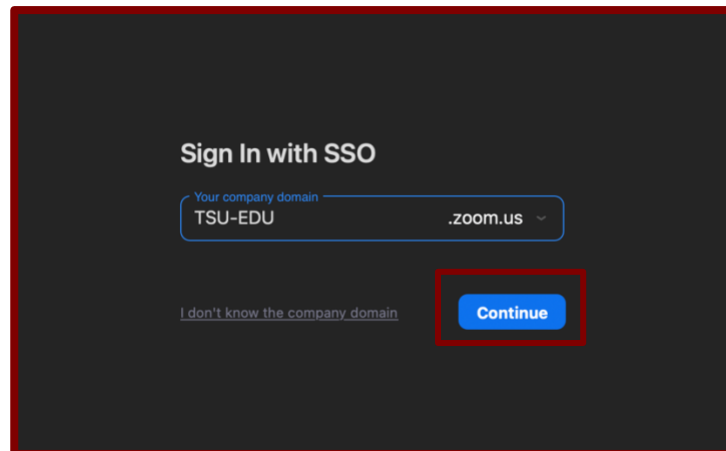 Sign In with SSO
Your company domain
TSU-EDU .zoom.us
I don't know the company domain Continue